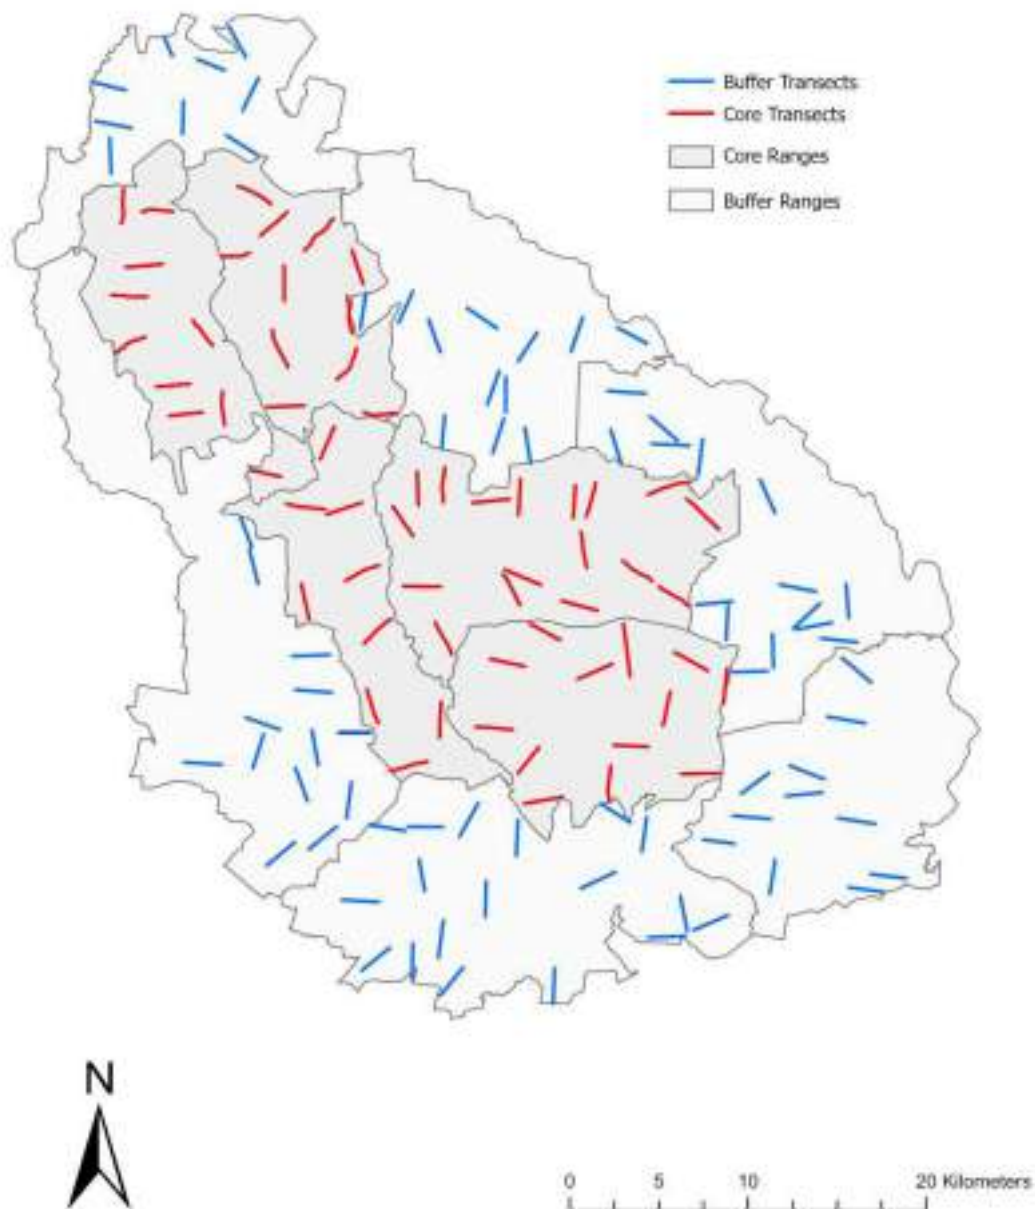 Buffer Transects
Core Transects
Core Ranges
Buffer Ranges
N
0 5 10 20 Kilometers